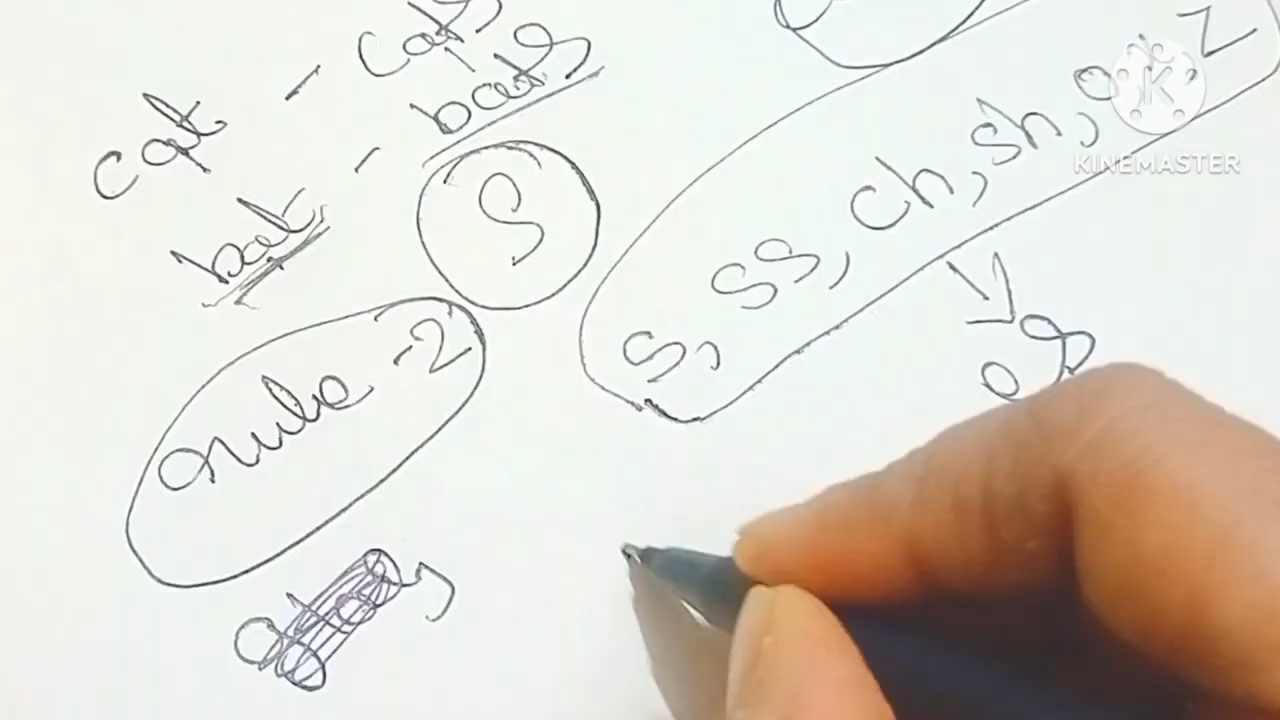 cat - cats
bat - bats
S
s, ss, ch, sh, o, z
es
rule -2
KINEMASTER